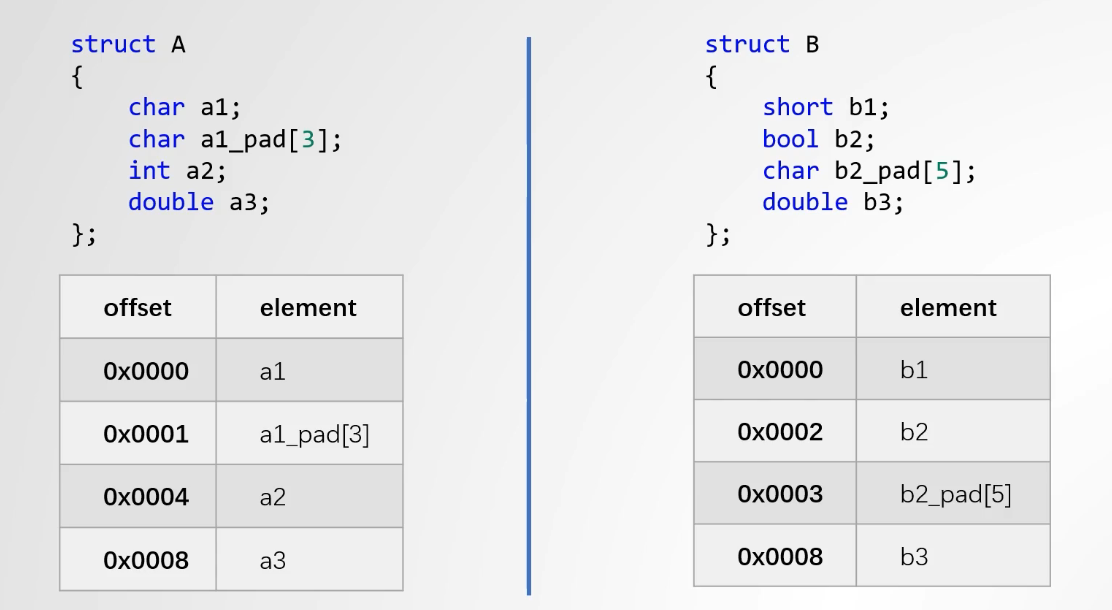 struct A
{
    char a1;
    char a1_pad[3];
    int a2;
    double a3;
};
offset element
0x0000 a1
0x0001 a1_pad[3]
0x0004 a2
0x0008 a3
struct B
{
    short b1;
    bool b2;
    char b2_pad[5];
    double b3;
};
offset element
0x0000 b1
0x0002 b2
0x0003 b2_pad[5]
0x0008 b3